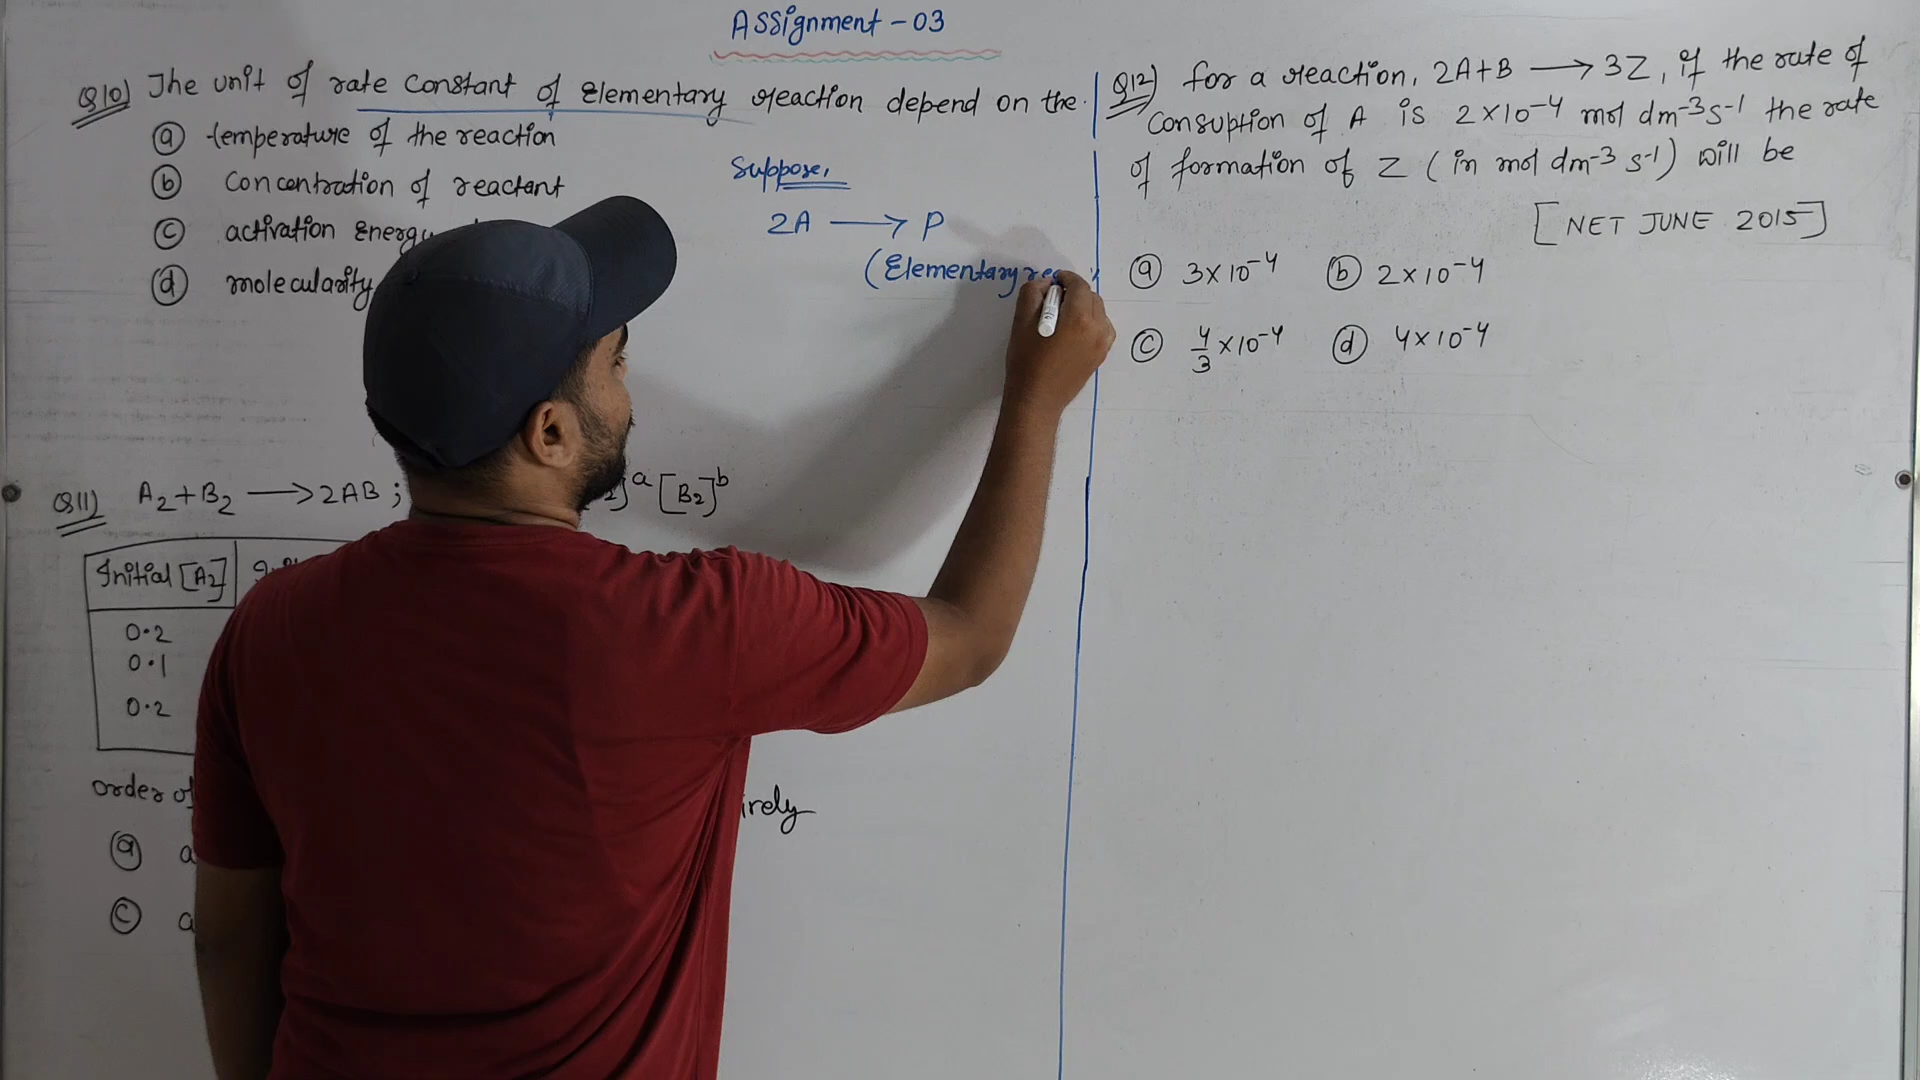 Assignment - 03
Q10) The unit of rate constant of Elementary reaction depend on the
(a) temperature of the reaction
(b) concentration of reactant
(c) activation Energy
(d) molecularity
Suppose,
2A ⟶ P
(Elementary
Q11) A₂ + B₂ ⟶ 2AB ;
]ᵃ [B₂]ᵇ
Initial [A₂]
0.2
0.1
0.2
order of
(a) a
(c) a
Q12) for a reaction, 2A+B ⟶ 3Z, if the rate of
consuption of A is 2×10⁻⁴ mol dm⁻³s⁻¹ the rate
of formation of Z (in mol dm⁻³ s⁻¹) will be
[NET JUNE 2015]
(a) 3×10⁻⁴ (b) 2×10⁻⁴
(c) 4/3 ×10⁻⁴ (d) 4×10⁻⁴